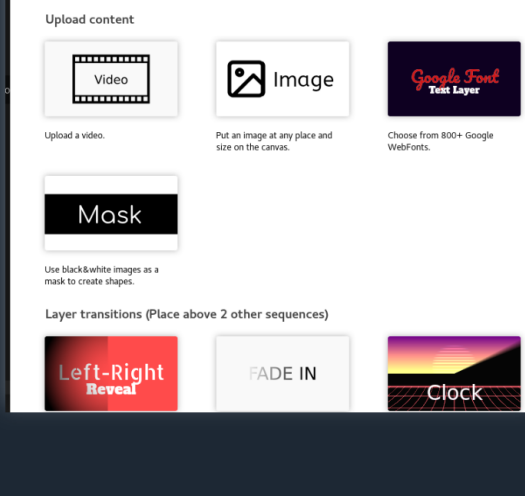 Upload content
Video
Image
Google Font
Text Layer
Upload a video.
Put an image at any place and
size on the canvas.
Choose from 800+ Google
WebFonts.
Mask
Use black&white images as a
mask to create shapes.
Layer transitions (Place above 2 other sequences)
Left-Right
Reveal
FADE IN
Clock